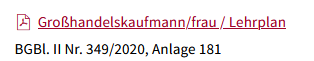 Großhandelskaufmann/frau / Lehrplan
BGBl. II Nr. 349/2020, Anlage 181